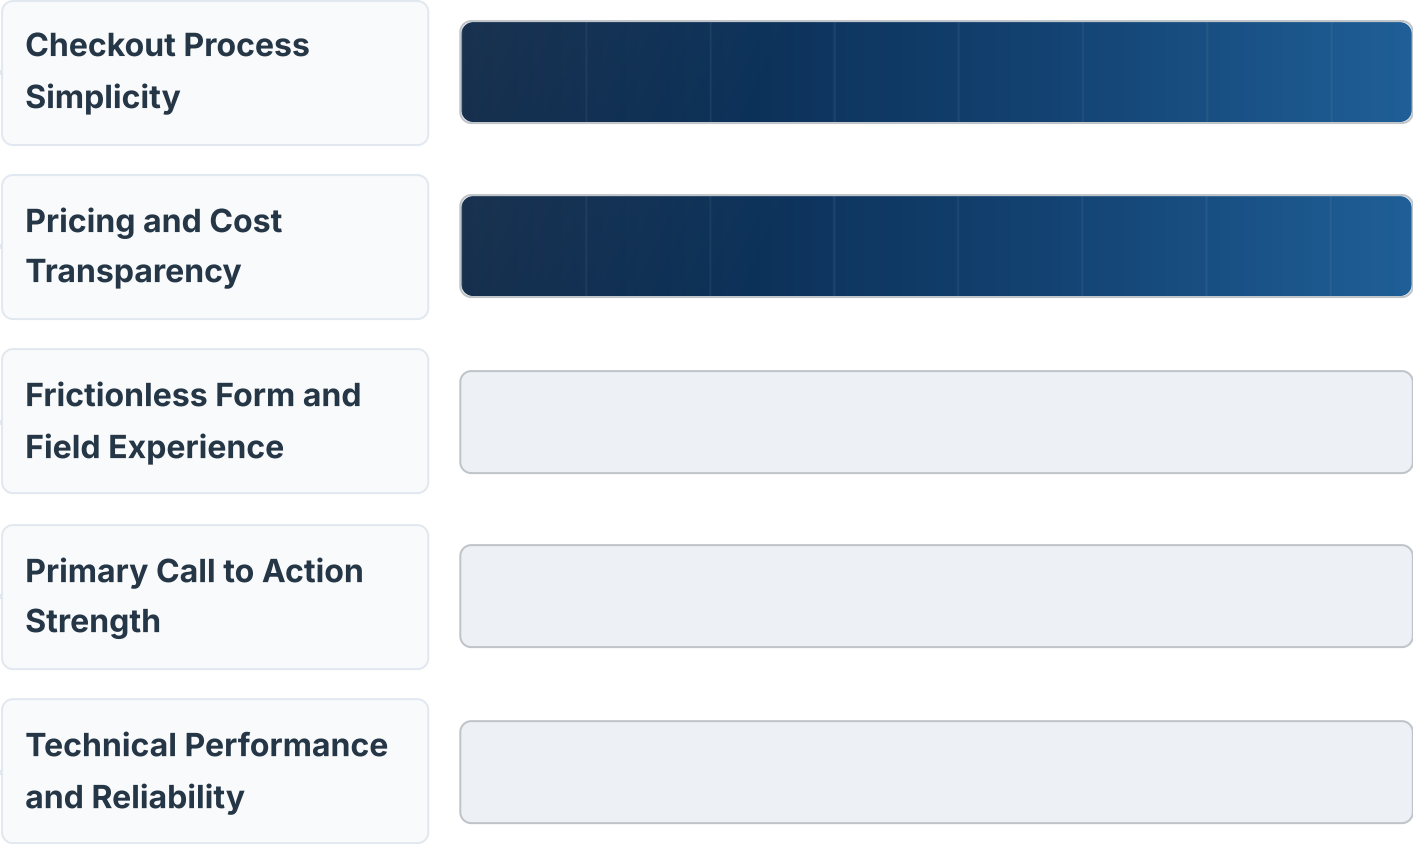 Checkout Process
Simplicity
Pricing and Cost
Transparency
Frictionless Form and
Field Experience
Primary Call to Action
Strength
Technical Performance
and Reliability